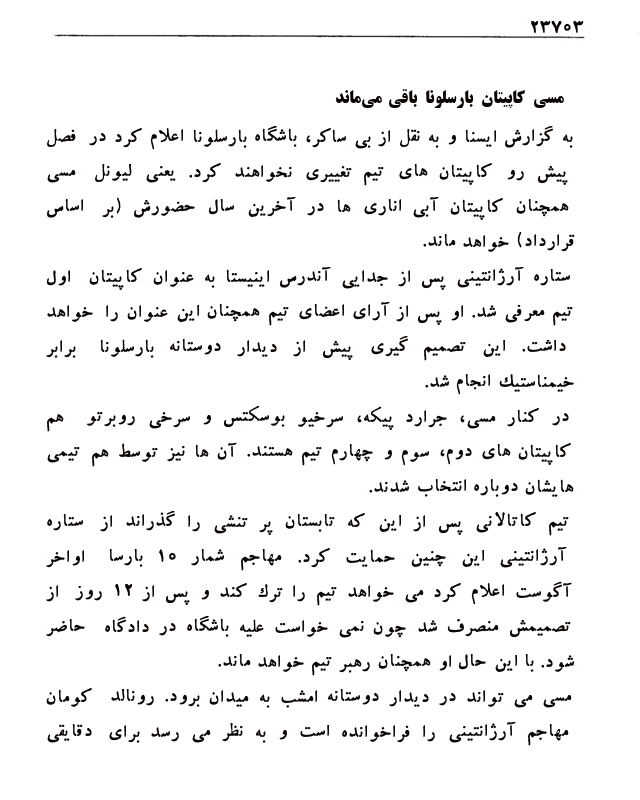 ۲۳۷۰۳
مسی کاپیتان بارسلونا باقی می‌ماند
به گزارش ایسنا و به نقل از بی ساکر، باشگاه بارسلونا اعلام کرد در فصل
پیش رو کاپیتان های تیم تغییری نخواهند کرد. یعنی لیونل مسی
همچنان کاپیتان آبی اناری ها در آخرین سال حضورش (بر اساس
قرارداد) خواهد ماند.
ستاره آرژانتینی پس از جدایی آندرس اینیستا به عنوان کاپیتان اول
تیم معرفی شد. او پس از آرای اعضای تیم همچنان این عنوان را خواهد
داشت. این تصمیم گیری پیش از دیدار دوستانه بارسلونا برابر
خیمناستیك انجام شد.
در کنار مسی، جرارد پیکه، سرخیو بوسکتس و سرخی روبرتو هم
کاپیتان های دوم، سوم و چهارم تیم هستند. آن ها نیز توسط هم تیمی
هایشان دوباره انتخاب شدند.
تیم کاتالانی پس از این که تابستان پر تنشی را گذراند از ستاره
آرژانتینی این چنین حمایت کرد. مهاجم شمار ۱۰ بارسا اواخر
آگوست اعلام کرد می خواهد تیم را ترك کند و پس از ۱۲ روز از
تصمیمش منصرف شد چون نمی خواست علیه باشگاه در دادگاه حاضر
شود. با این حال او همچنان رهبر تیم خواهد ماند.
مسی می تواند در دیدار دوستانه امشب به میدان برود. رونالد کومان
مهاجم آرژانتینی را فراخوانده است و به نظر می رسد برای دقایقی